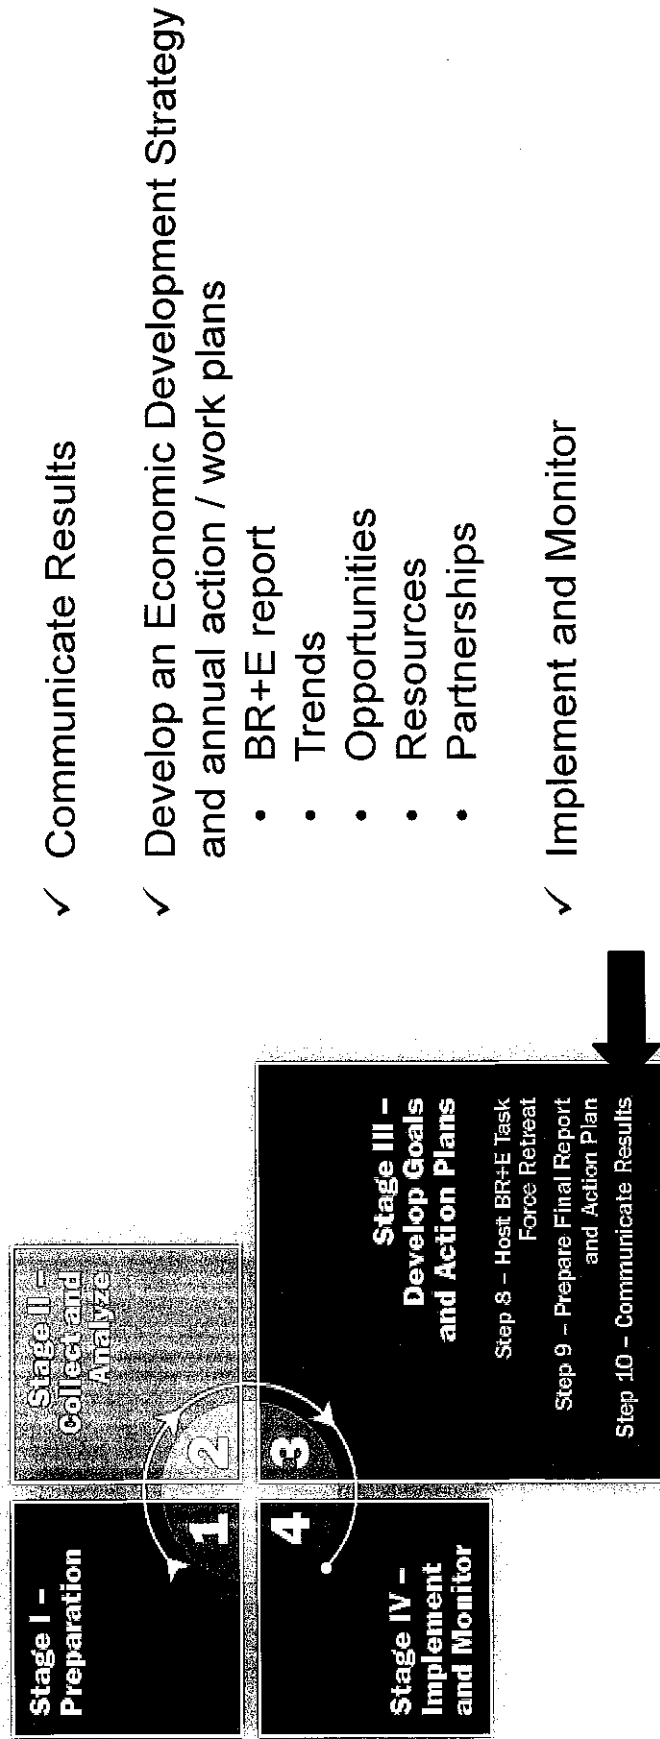 Stage I –
Preparation
1
Stage II –
Collect and
Analyze
2
Stage III –
Develop Goals
and Action Plans
3
Step 8 – Host BR+E Task
Force Retreat
Step 9 – Prepare Final Report
and Action Plan
Step 10 – Communicate Results
Stage IV –
Implement
and Monitor
4
✓ Communicate Results
✓ Develop an Economic Development Strategy
and annual action / work plans
• BR+E report
• Trends
• Opportunities
• Resources
• Partnerships
✓ Implement and Monitor